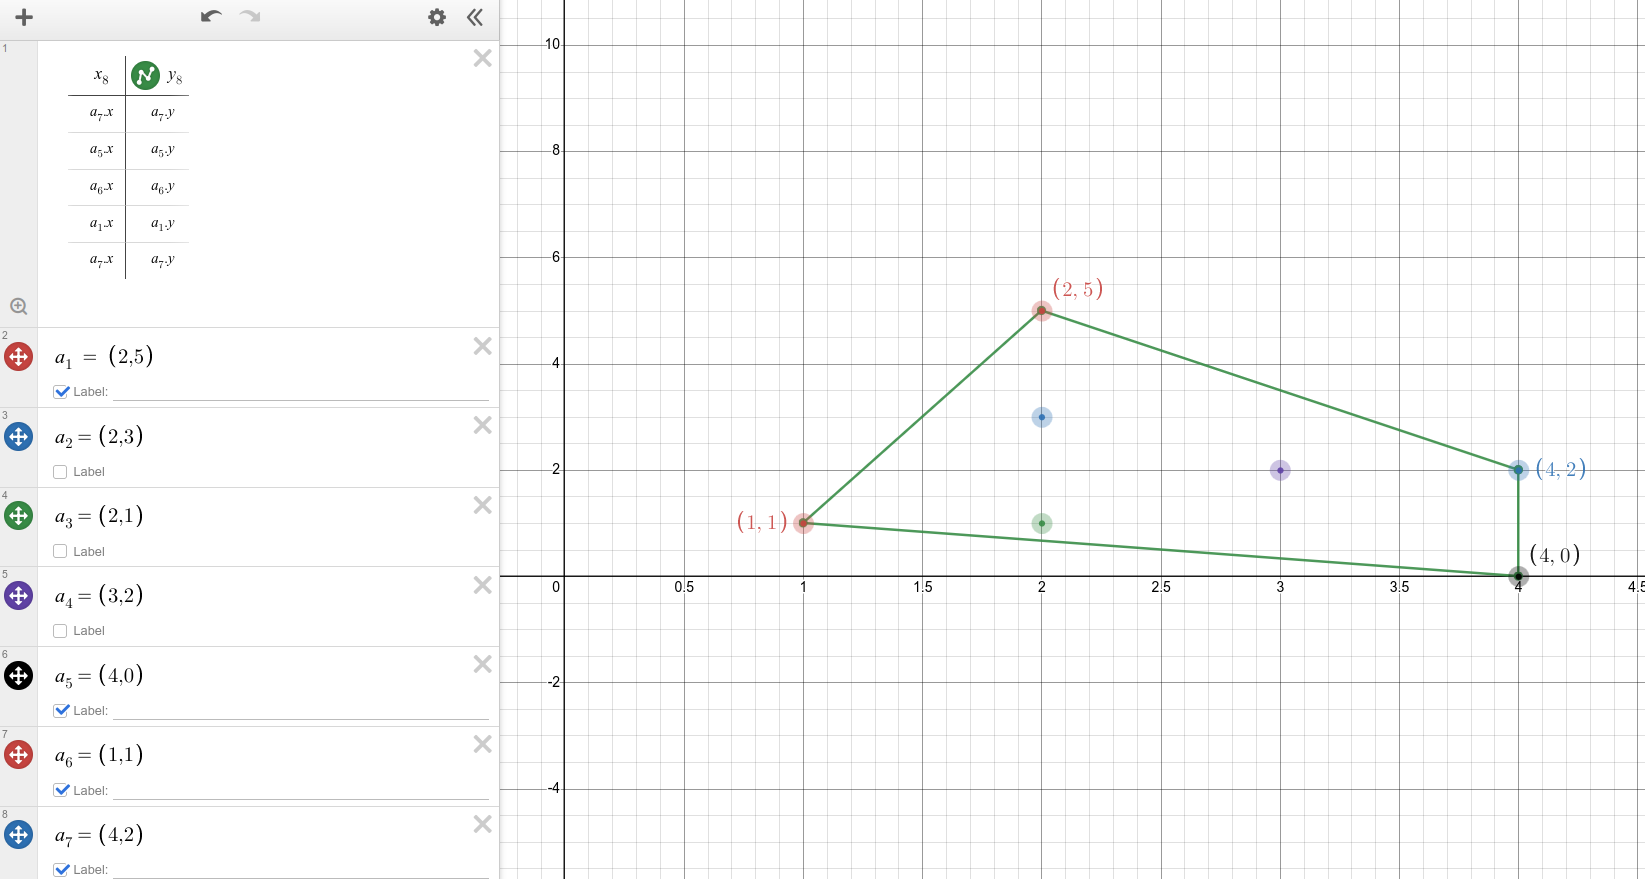 1
x₈ y₈
a₇.x a₇.y
a₅.x a₅.y
a₆.x a₆.y
a₁.x a₁.y
a₇.x a₇.y
2
a₁ = (2,5)
Label:
3
a₂ = (2,3)
Label
4
a₃ = (2,1)
Label
5
a₄ = (3,2)
Label
6
a₅ = (4,0)
Label:
7
a₆ = (1,1)
Label:
8
a₇ = (4,2)
Label:
10
8
6
(2, 5)
4
2
(4, 2)
(1, 1)
(4, 0)
0 0.5 1 1.5 2 2.5 3 3.5 4 4.5
-2
-4